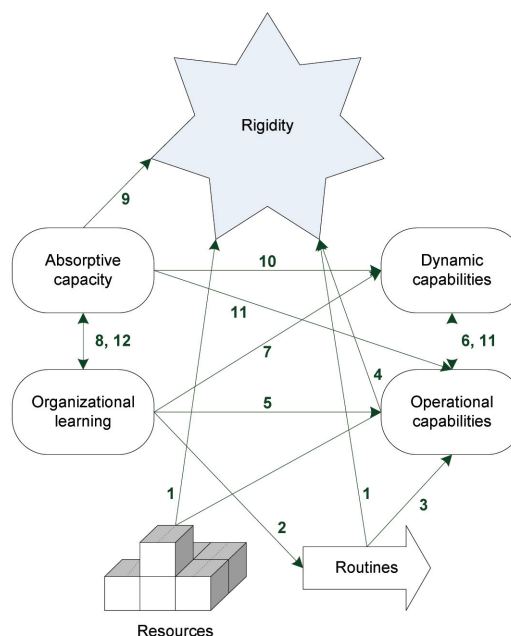 Rigidity
9
Absorptive
capacity
10
Dynamic
capabilities
11
8, 12
7
6, 11
4
Organizational
learning
5
Operational
capabilities
1
2
1
3
Routines
Resources